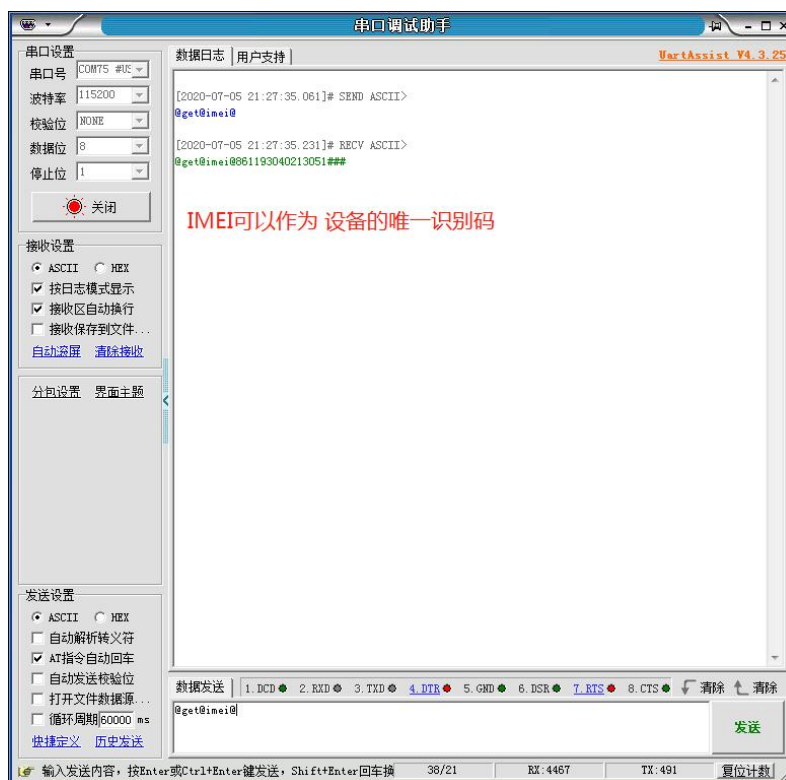 串口调试助手
串口设置
串口号 COM75 #US
波特率 115200
校验位 NONE
数据位 8
停止位 1
关闭
接收设置
ASCII HEX
按日志模式显示
接收区自动换行
接收保存到文件...
自动滚屏 清除接收
分包设置 界面主题
发送设置
ASCII HEX
自动解析转义符
AT指令自动回车
自动发送校验位
打开文件数据源...
循环周期 60000 ms
快捷定义 历史发送
数据日志 用户支持 UartAssist V4.3.25
[2020-07-05 21:27:35.061]# SEND ASCII>
@get@imei@
[2020-07-05 21:27:35.231]# RECV ASCII>
@get@imei@861193040213051###
IMEI可以作为 设备的唯一识别码
数据发送 1.DCD 2.RXD 3.TXD 4.DTR 5.GND 6.DSR 7.RTS 8.CTS 清除 清除
@get@imei@
发送
输入发送内容，按Enter或Ctrl+Enter键发送，Shift+Enter回车换 38/21 RX:4467 TX:491 复位计数